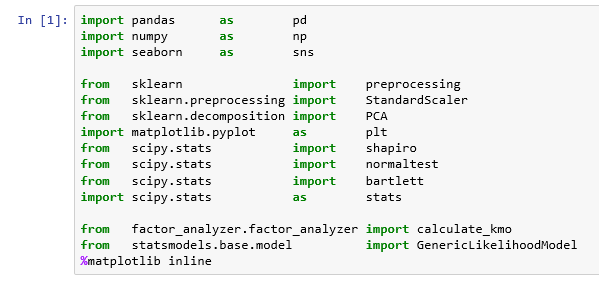 In [1]: import pandas as pd
import numpy as np
import seaborn as sns
from sklearn import preprocessing
from sklearn.preprocessing import StandardScaler
from sklearn.decomposition import PCA
import matplotlib.pyplot as plt
from scipy.stats import shapiro
from scipy.stats import normaltest
from scipy.stats import bartlett
import scipy.stats as stats
from factor_analyzer.factor_analyzer import calculate_kmo
from statsmodels.base.model import GenericLikelihoodModel
%matplotlib inline